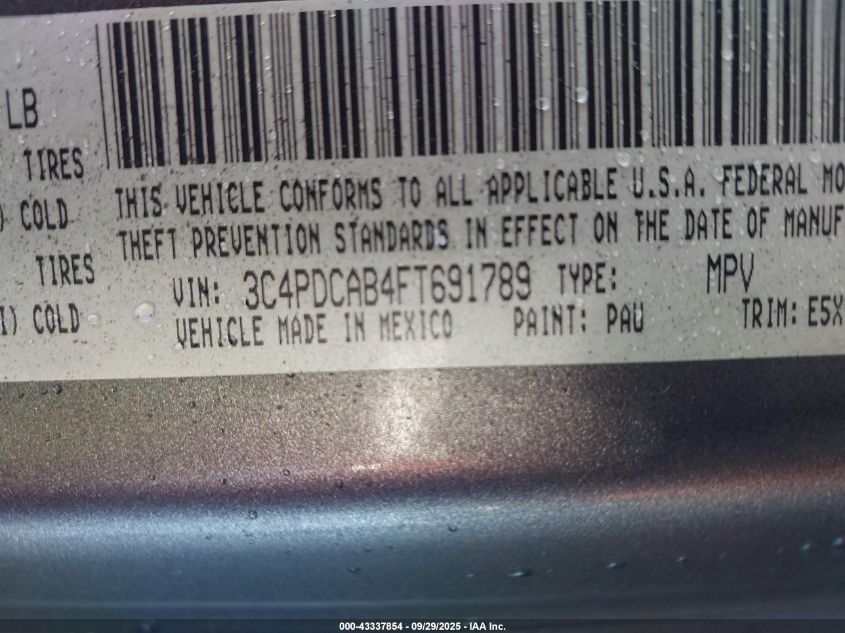 LB
TIRES
) COLD
TIRES
I) COLD
THIS VEHICLE CONFORMS TO ALL APPLICABLE U.S.A. FEDERAL MO
THEFT PREVENTION STANDARDS IN EFFECT ON THE DATE OF MANUF
VIN: 3C4PDCAB4FT691789 TYPE: MPV
VEHICLE MADE IN MEXICO PAINT: PAU TRIM: E5X
000-43337854 / 09/29/2025 - IAA Inc.